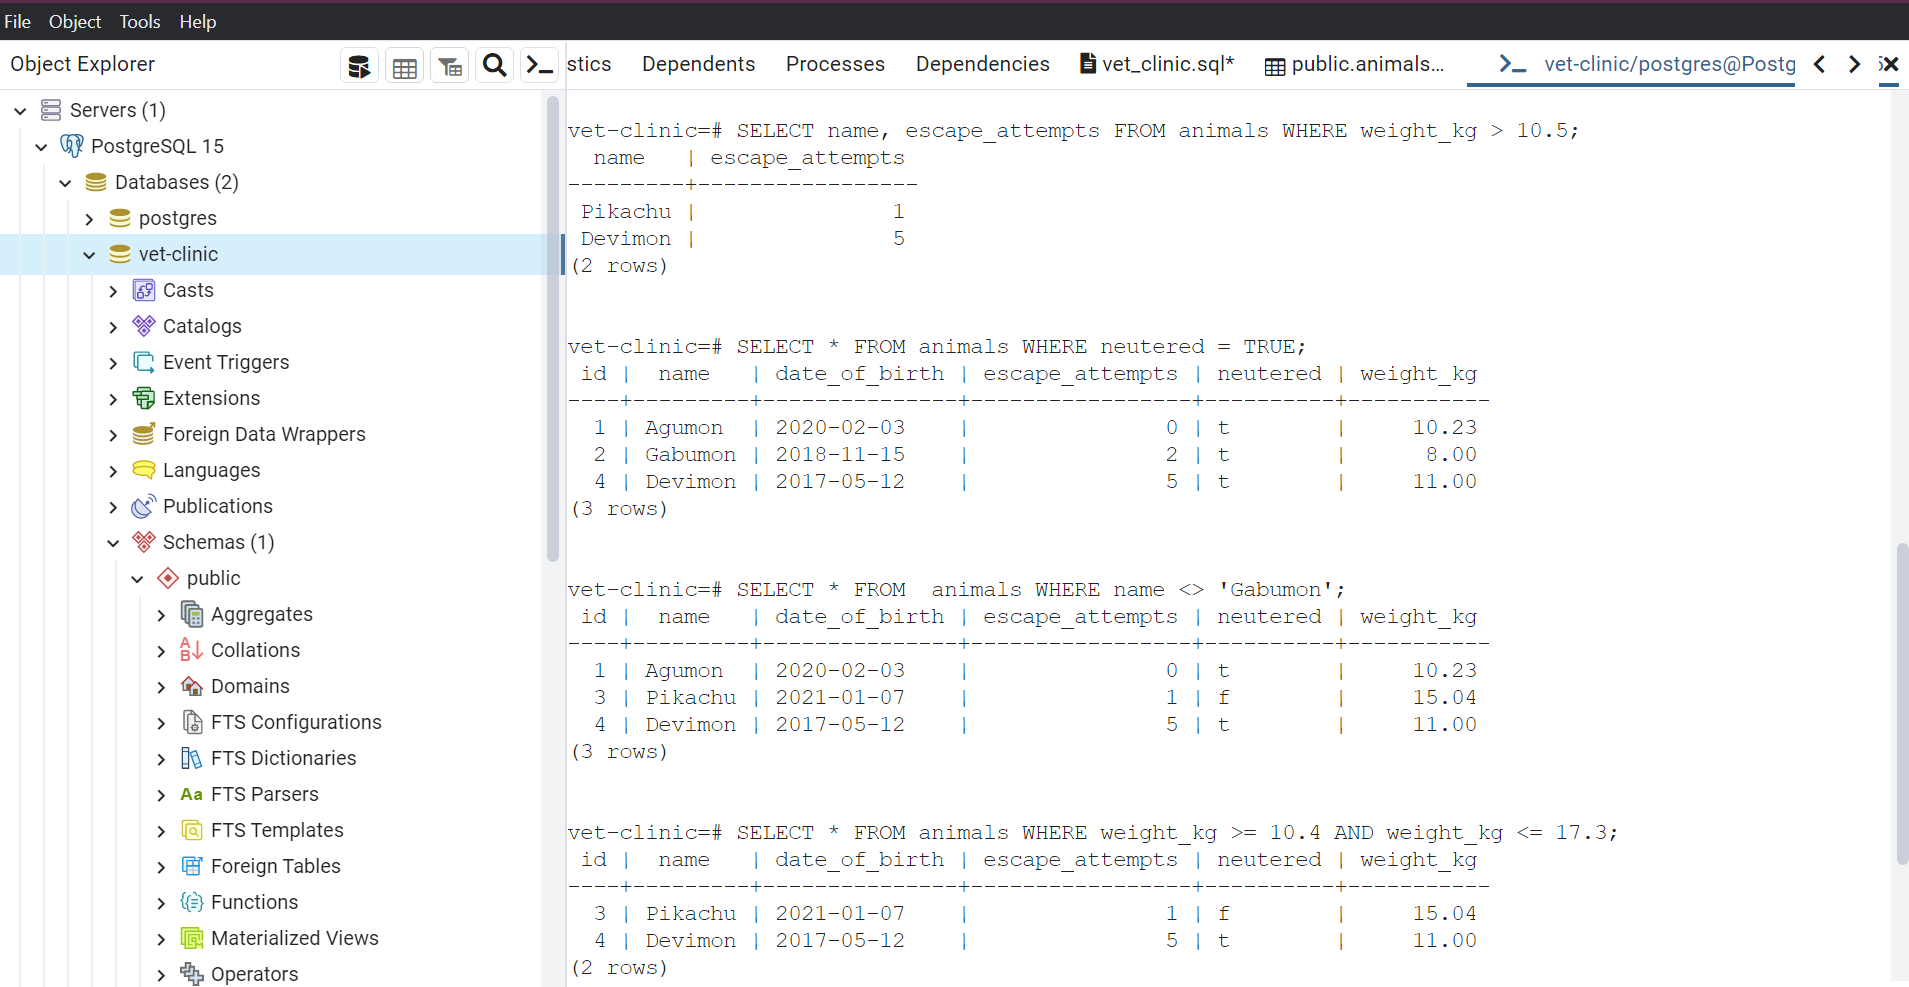 File Object Tools Help
Object Explorer
stics Dependents Processes Dependencies vet_clinic.sql* public.animals... vet-clinic/postgres@Postg
Servers (1)
PostgreSQL 15
Databases (2)
postgres
vet-clinic
Casts
Catalogs
Event Triggers
Extensions
Foreign Data Wrappers
Languages
Publications
Schemas (1)
public
Aggregates
Collations
Domains
FTS Configurations
FTS Dictionaries
Aa FTS Parsers
FTS Templates
Foreign Tables
Functions
Materialized Views
Operators
vet-clinic=# SELECT name, escape_attempts FROM animals WHERE weight_kg > 10.5;
name | escape_attempts
---------+-----------------
Pikachu | 1
Devimon | 5
(2 rows)
vet-clinic=# SELECT * FROM animals WHERE neutered = TRUE;
id | name | date_of_birth | escape_attempts | neutered | weight_kg
----+---------+---------------+-----------------+----------+-----------
1 | Agumon | 2020-02-03 | 0 | t | 10.23
2 | Gabumon | 2018-11-15 | 2 | t | 8.00
4 | Devimon | 2017-05-12 | 5 | t | 11.00
(3 rows)
vet-clinic=# SELECT * FROM  animals WHERE name <> 'Gabumon';
id | name | date_of_birth | escape_attempts | neutered | weight_kg
----+---------+---------------+-----------------+----------+-----------
1 | Agumon | 2020-02-03 | 0 | t | 10.23
3 | Pikachu | 2021-01-07 | 1 | f | 15.04
4 | Devimon | 2017-05-12 | 5 | t | 11.00
(3 rows)
vet-clinic=# SELECT * FROM animals WHERE weight_kg >= 10.4 AND weight_kg <= 17.3;
id | name | date_of_birth | escape_attempts | neutered | weight_kg
----+---------+---------------+-----------------+----------+-----------
3 | Pikachu | 2021-01-07 | 1 | f | 15.04
4 | Devimon | 2017-05-12 | 5 | t | 11.00
(2 rows)